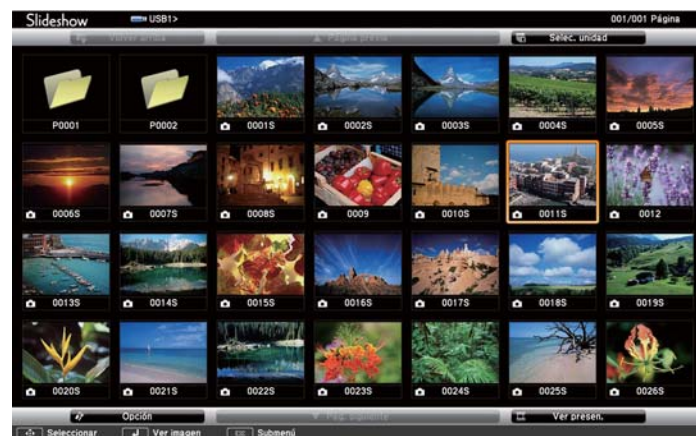 Slideshow USB1> 001/001 Página
Volver arriba Página previa Selec. unidad
P0001 P0002 0001S 0002S 0003S 0004S 0005S
0006S 0007S 0008S 0009 0010S 0011S 0012
0013S 0014S 0015S 0016S 0017S 0018S 0019S
0020S 0021S 0022S 0023S 0024S 0025S 0026S
Opción Pág. siguiente Ver presen.
Seleccionar Ver imagen ESC Submenú